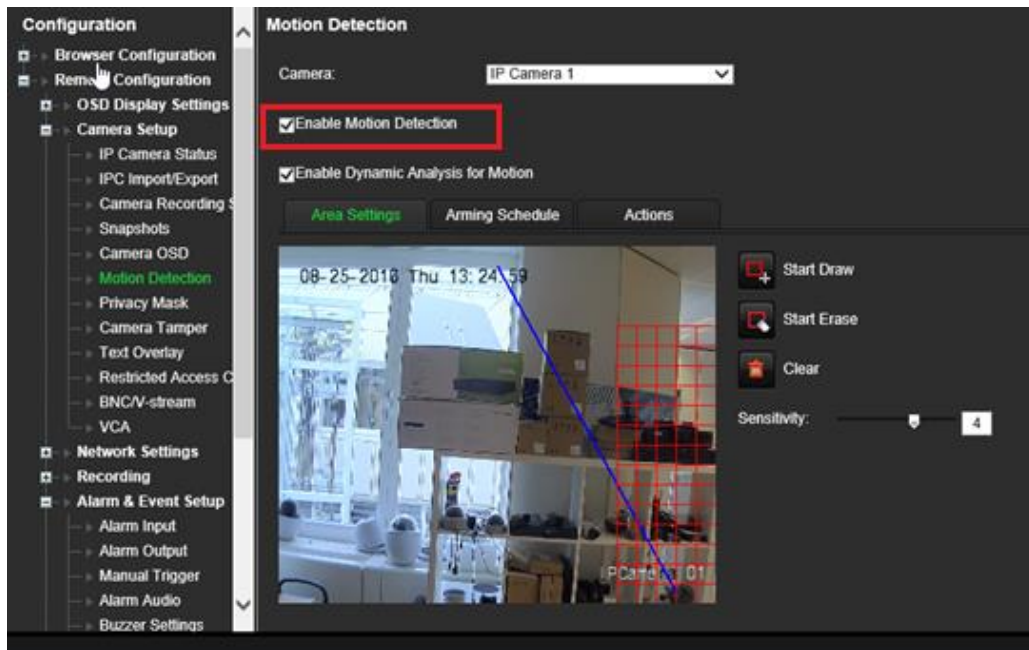 Configuration
Browser Configuration
Configuration
OSD Display Settings
Camera Setup
IP Camera Status
IPC Import/Export
Camera Recording S
Snapshots
Camera OSD
Motion Detection
Privacy Mask
Camera Tamper
Text Overlay
Restricted Access C
BNC/V-stream
VCA
Network Settings
Recording
Alarm & Event Setup
Alarm Input
Alarm Output
Manual Trigger
Alarm Audio
Buzzer Settings
Motion Detection
Camera: IP Camera 1
Enable Motion Detection
Enable Dynamic Analysis for Motion
Area Settings Arming Schedule Actions
08-25-2016 Thu 13:24:59
01
Start Draw
Start Erase
Clear
Sensitivity: 4